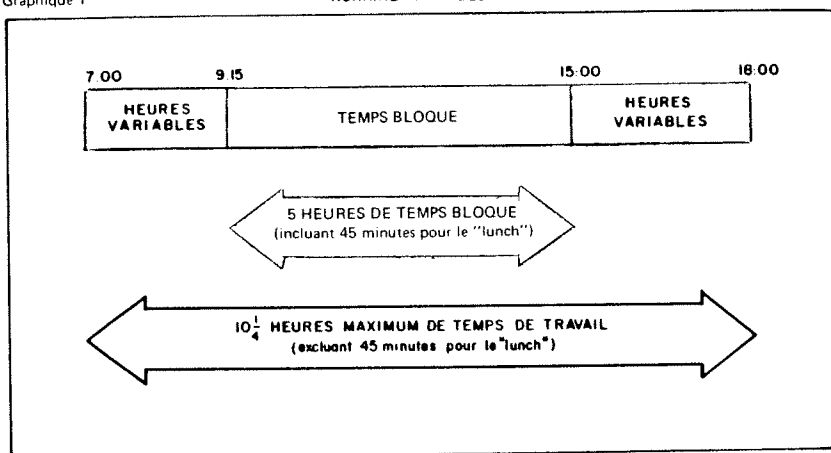 Graphique 1
7:00 9.15 15:00 18:00
HEURES VARIABLES TEMPS BLOQUE HEURES VARIABLES
5 HEURES DE TEMPS BLOQUE
(incluant 45 minutes pour le "lunch")
10 1/4 HEURES MAXIMUM DE TEMPS DE TRAVAIL
(excluant 45 minutes pour le "lunch")